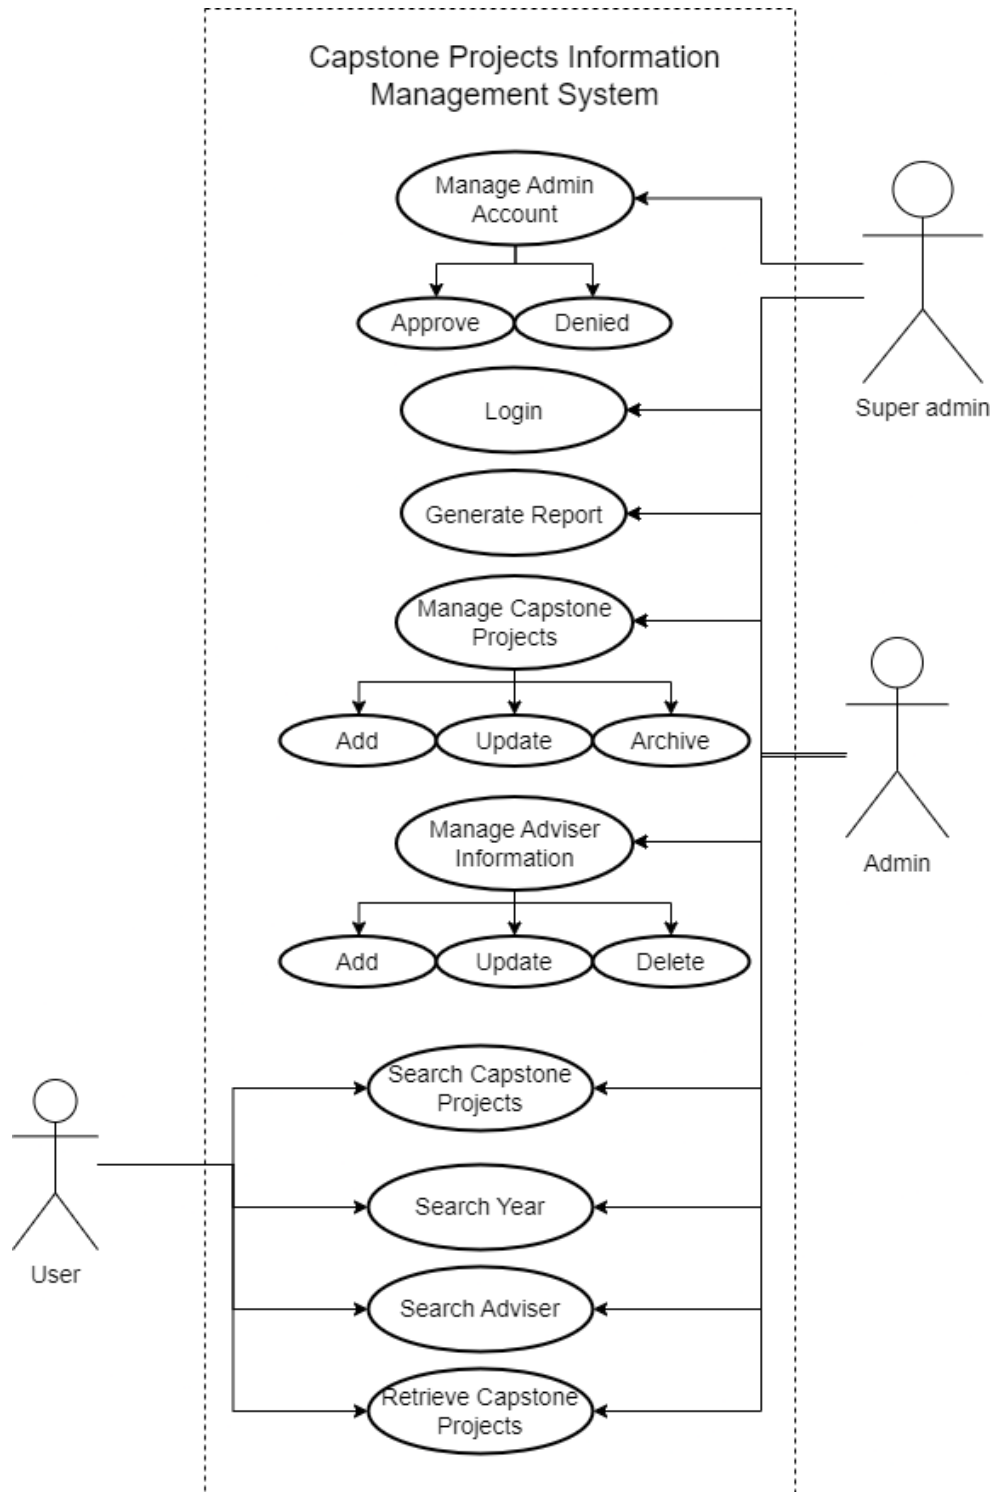 Capstone Projects Information
Management System
Manage Admin
Account
Approve
Denied
Super admin
Login
Generate Report
Manage Capstone
Projects
Add
Update
Archive
Admin
Manage Adviser
Information
Add
Update
Delete
Search Capstone
Projects
Search Year
User
Search Adviser
Retrieve Capstone
Projects